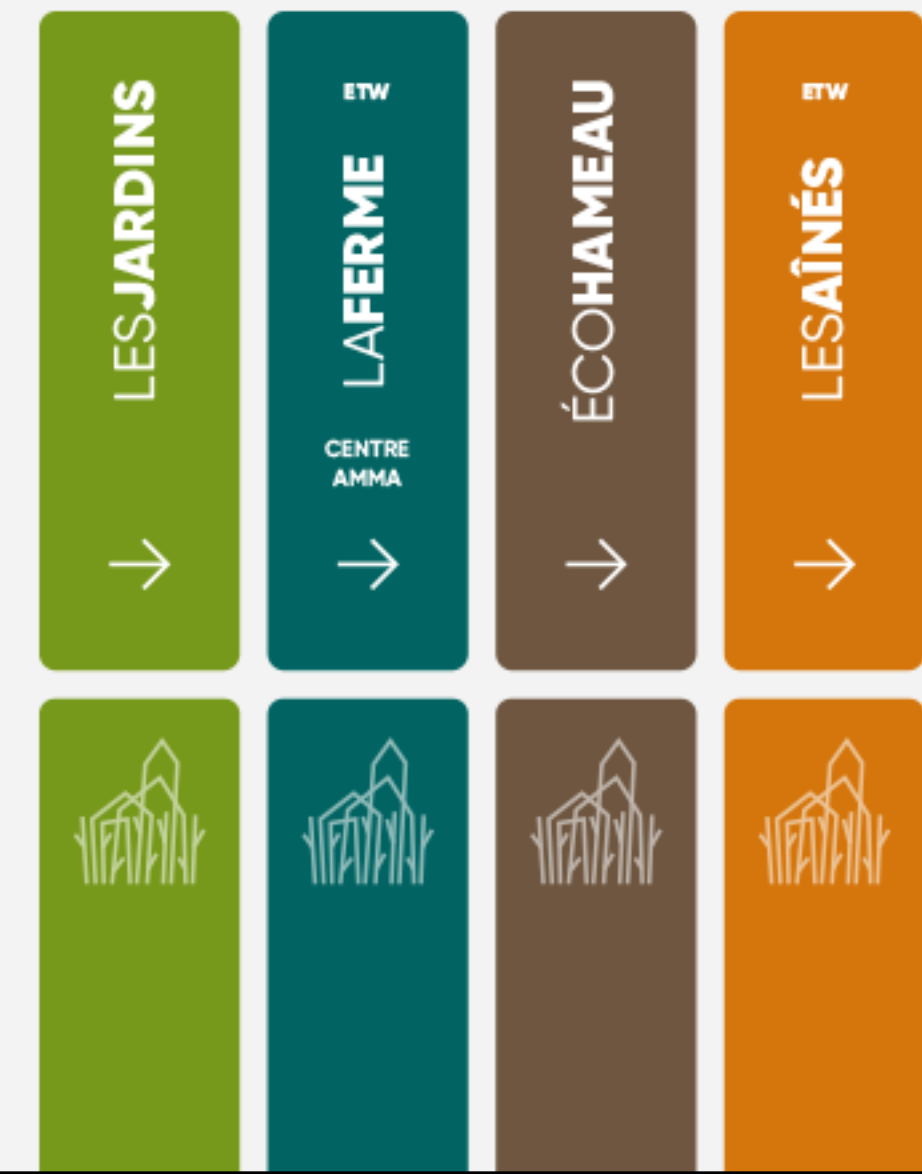 LESJARDINS
ETW
LAFERME
CENTRE
AMMA
ÉCOHAMEAU
ETW
LESAÎNÉS